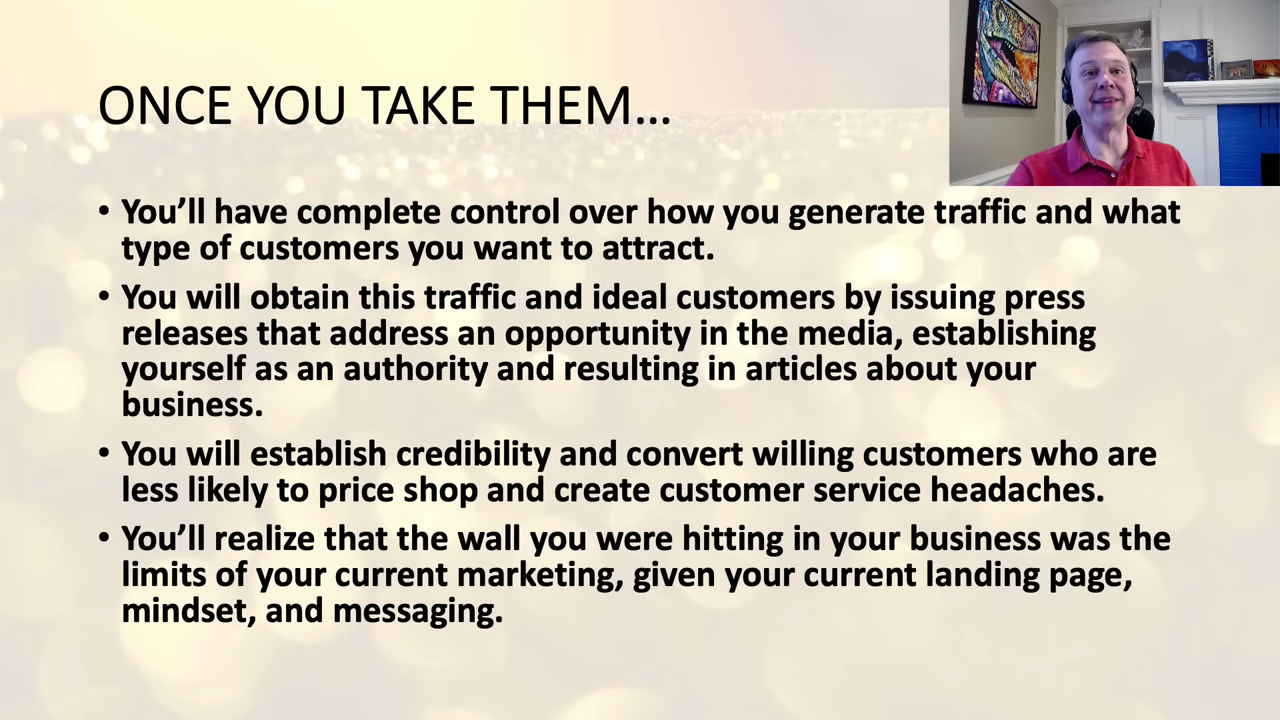 ONCE YOU TAKE THEM…
• You’ll have complete control over how you generate traffic and what
type of customers you want to attract.
• You will obtain this traffic and ideal customers by issuing press
releases that address an opportunity in the media, establishing
yourself as an authority and resulting in articles about your
business.
• You will establish credibility and convert willing customers who are
less likely to price shop and create customer service headaches.
• You’ll realize that the wall you were hitting in your business was the
limits of your current marketing, given your current landing page,
mindset, and messaging.